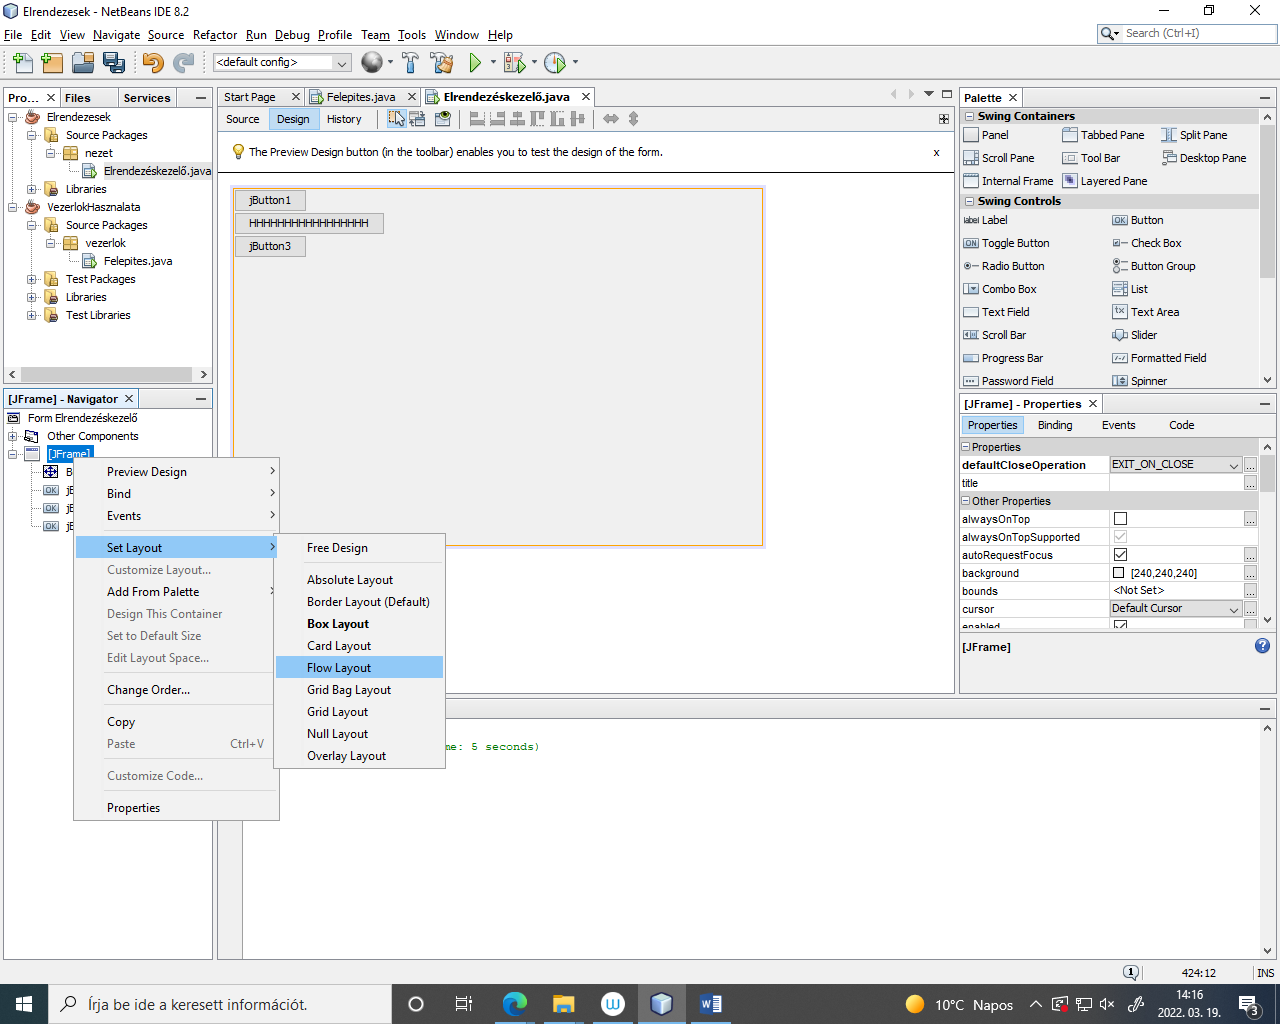 Elrendezesek - NetBeans IDE 8.2
File Edit View Navigate Source Refactor Run Debug Profile Team Tools Window Help
Search (Ctrl+I)
<default config>
Pro... Files Services
Elrendezesek
Source Packages
nezet
Elrendezéskezelő.java
Libraries
VezerlokHasznalata
Source Packages
vezerlok
Felepites.java
Test Packages
Libraries
Test Libraries
Start Page Felepites.java Elrendezéskezelő.java
Source Design History
The Preview Design button (in the toolbar) enables you to test the design of the form.
x
jButton1
HHHHHHHHHHHHHHHHH
jButton3
Palette
Swing Containers
Panel Tabbed Pane Split Pane
Scroll Pane Tool Bar Desktop Pane
Internal Frame Layered Pane
Swing Controls
Label Button
Toggle Button Check Box
Radio Button Button Group
Combo Box List
Text Field Text Area
Scroll Bar Slider
Progress Bar Formatted Field
Password Field Spinner
[JFrame] - Navigator
Form Elrendezéskezelő
Other Components
[JFrame]
Preview Design
Bind
Events
Set Layout
Customize Layout...
Add From Palette
Design This Container
Set to Default Size
Edit Layout Space...
Change Order...
Copy
Paste Ctrl+V
Customize Code...
Properties
Free Design
Absolute Layout
Border Layout (Default)
Box Layout
Card Layout
Flow Layout
Grid Bag Layout
Grid Layout
Null Layout
Overlay Layout
me: 5 seconds)
[JFrame] - Properties
Properties Binding Events Code
Properties
defaultCloseOperation EXIT_ON_CLOSE ...
title ...
Other Properties
alwaysOnTop ...
alwaysOnTopSupported
autoRequestFocus ...
background [240,240,240] ...
bounds <Not Set> ...
cursor Default Cursor ...
enabled
[JFrame]
1 424:12 INS
Írja be ide a keresett információt.
10°C Napos
14:16
2022. 03. 19.
3